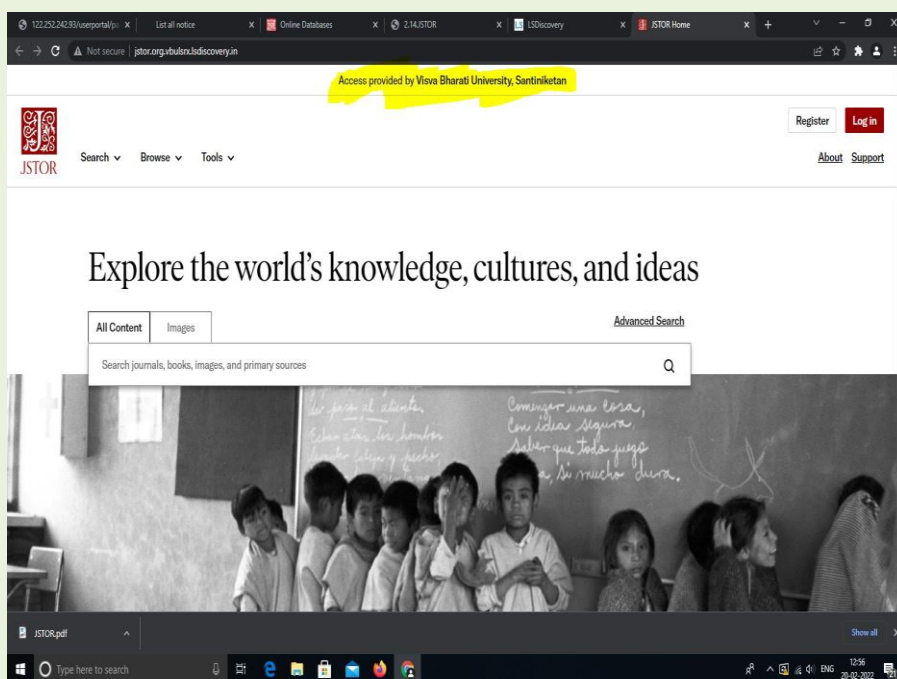 122.252.242.93/userportal/p
List all notice
Online Databases
2.14.JSTOR
LS
LSDiscovery
JSTOR Home
Not secure
jstor.org.vbulsrx.lsdiscovery.in
Access provided by Visva Bharati University, Santiniketan
Register
Log in
JSTOR
Search
Browse
Tools
About
Support
Explore the world's knowledge, cultures, and ideas
All Content
Images
Advanced Search
Search journals, books, images, and primary sources
Comenzar una cosa,
Con idea segura,
saber que todo juego
si mucho dura.
JSTOR.pdf
Show all
Type here to search
ENG
12:56
20-02-2022
21